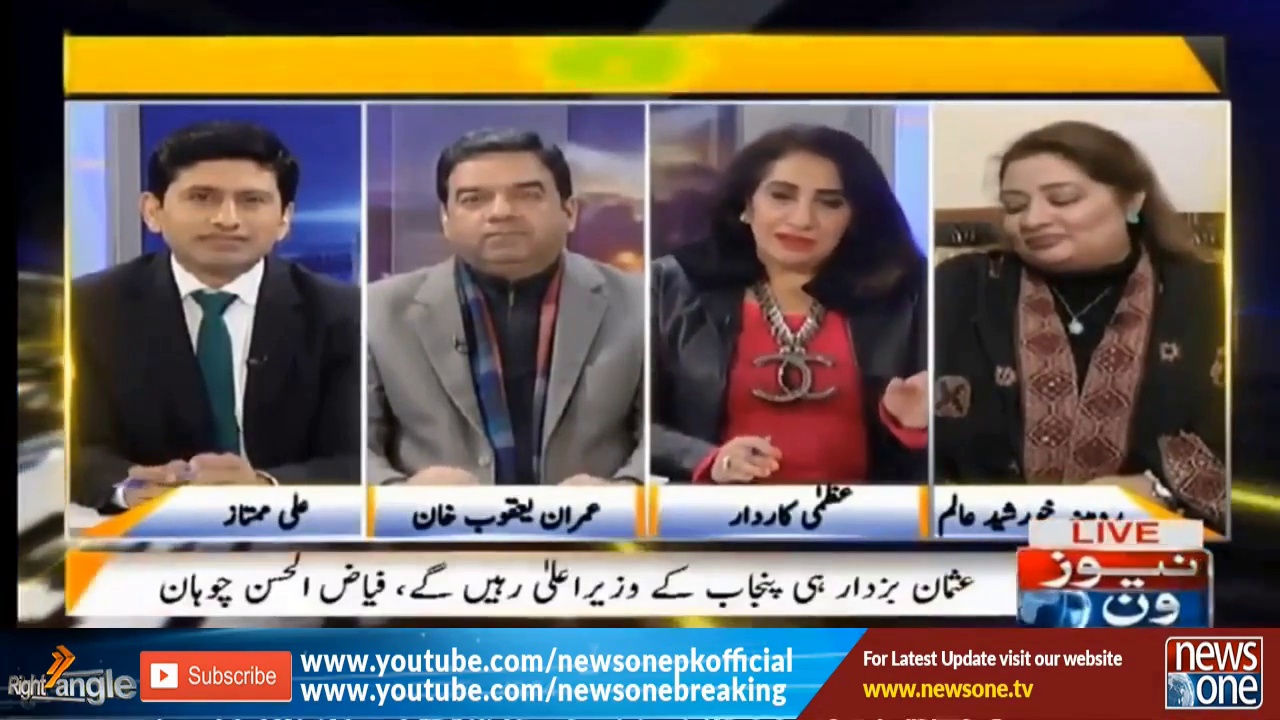 علی ممتاز
عمران یعقوب خان
عظمٰی کاردار
خورشید عالم
LIVE
نیوز
ون
عثمان بزدار ہی پنجاب کے وزیراعلیٰ رہیں گے، فیاض الحسن چوہان
Right angle
Subscribe
www.youtube.com/newsonepkofficial
www.youtube.com/newsonebreaking
For Latest Update visit our website
www.newsone.tv
news
one